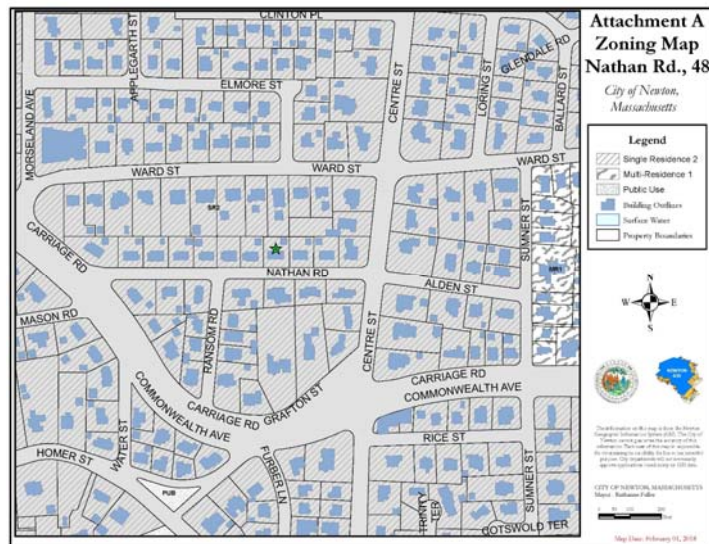 Attachment A
Zoning Map
Nathan Rd., 48
City of Newton,
Massachusetts
Legend
Single Residence 2
Multi-Residence 1
Public Use
Building Outlines
Surface Water
Property Boundaries
N
W
E
S
CITY OF NEWTON, MASSACHUSETTS
Mayor - Ruthanne Fuller
Map Date: February 01, 2018
CLINTON PL
APPLEGARTH ST
ELMORE ST
MORSELAND AVE
CENTRE ST
LORING ST
GLENDALE RD
BALLARD ST
WARD ST
WARD ST
WARD ST
SR2
SUMNER ST
MR1
CARRIAGE RD
NATHAN RD
ALDEN ST
MASON RD
RANSOM RD
CENTRE ST
CARRIAGE RD
COMMONWEALTH AVE
CARRIAGE RD
GRAFTON ST
COMMONWEALTH AVE
RICE ST
HOMER ST
WATER ST
PUB
FURBER LN
TRINITY TER
SUMNER ST
COTSWOLD TER